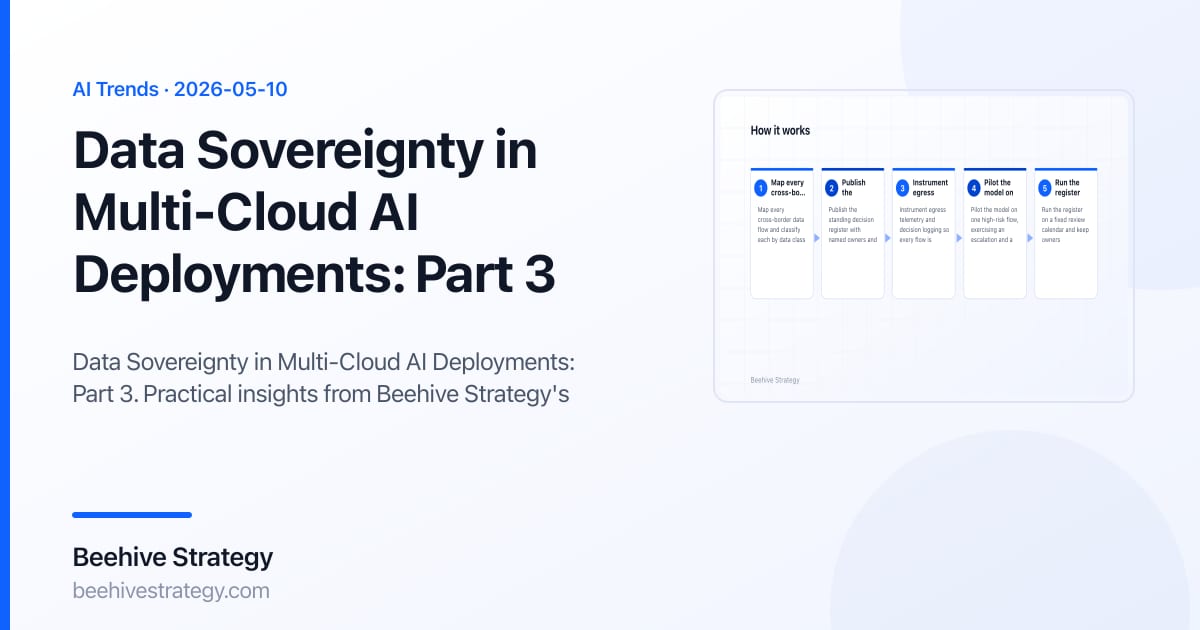 AI Trends · 2026-05-10
Data Sovereignty in
Multi-Cloud AI
Deployments: Part 3
Data Sovereignty in Multi-Cloud AI Deployments:
Part 3. Practical insights from Beehive Strategy's
Beehive Strategy
beehivestrategy.com
How it works
1
Map every
cross-bo...
Map every
cross-border data
flow and classify
each by data class
2
Publish
the
Publish the
standing decision
register with
named owners and
3
Instrument
egress
Instrument egress
telemetry and
decision logging so
every flow is
4
Pilot the
model on
Pilot the model on
one high-risk flow,
exercising an
escalation and a
5
Run the
register
Run the register
on a fixed review
calendar and keep
owners
Beehive Strategy